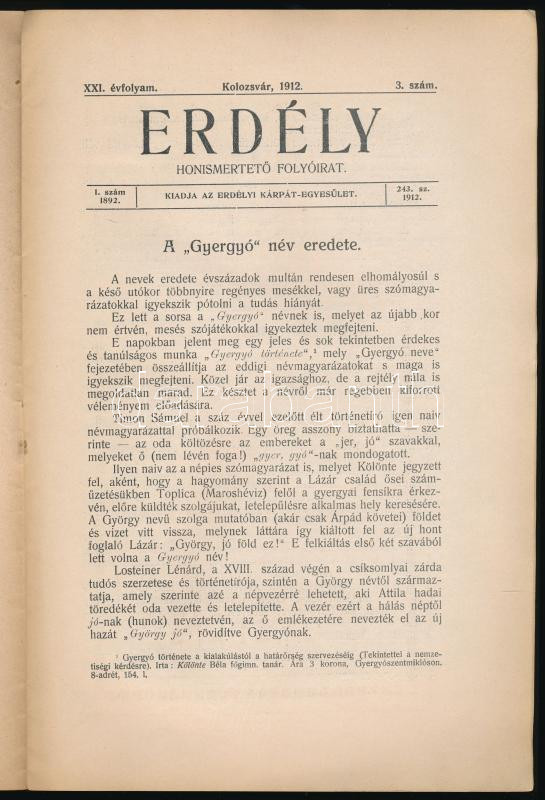 XXI. évfolyam. Kolozsvár, 1912. 3. szám.
ERDÉLY
HONISMERTETŐ FOLYÓIRAT.
I. szám
1892.
KIADJA AZ ERDÉLYI KÁRPÁT-EGYESÜLET.
243. sz.
1912.
A „Gyergyó“ név eredete.
A nevek eredete évszázadok multán rendesen elhomályosúl s
a késő utókor többnyire regényes mesékkel, vagy üres szómagya-
rázatokkal igyekszik pótolni a tudás hiányát.
Ez lett a sorsa a „Gyergyó“ névnek is, melyet az újabb kor
nem értvén, mesés szójátékokkal igyekeztek megfejteni.
E napokban jelent meg egy jeles és sok tekintetben érdekes
és tanúlságos munka „Gyergyó története“,¹ mely „Gyergyó neve“
fejezetében összeállítja az eddigi névmagyarázatokat s maga is
igyekszik megfejteni. Közel jár az igazsághoz, de a rejtély nála is
megoldatlan marad. Ez késztet a névről már régebben kiforrott
véleményem előadására.
Timon Sámuel a száz évvel ezelőtt élt történetíró igen naiv
névmagyarázattal próbálkozik. Egy öreg asszony bíztathatta — sze-
rinte — az oda költözésre az embereket a „jer, jó“ szavakkal,
melyeket ő (nem lévén foga!) „gyer, gyó“-nak mondogatott.
Ilyen naiv az a népies szómagyarázat is, melyet Kölönte jegyzett
fel, aként, hogy a hagyomány szerint a Lázár család ősei szám-
űzetésükben Toplica (Maroshéviz) felől a gyergyai fensíkra érkez-
vén, előre küldték szolgájukat, letelepülésre alkalmas hely keresésére.
A György nevű szolga mutatóban (akár csak Árpád követei) földet
és vizet vitt vissza, melynek láttára így kiáltott fel az új hont
foglaló Lázár: „György, jó föld ez!“ E felkiáltás első két szavából
lett volna a Gyergyó név!
Losteiner Lénárd, a XVIII. század végén a csíksomlyai zárda
tudós szerzetese és történetírója, szintén a György névtől származ-
tatja, amely szerinte azé a népvezérré lehetett, aki Attila hadai
töredékét oda vezette és letelepítette. A vezér ezért a hálás néptől
jó-nak (hunok) neveztetvén, az ő emlékezetére nevezték el az új
hazát „György jó“, rövidítve Gyergyónak.
¹ Gyergyó története a kialakulástól a határőrség szervezéséig (Tekintettel a nemze-
tiségi kérdésre). Irta: Kölönte Béla főgimn. tanár. Ára 3 korona, Gyergyószentmiklóson.
8-adrét, 154. l.